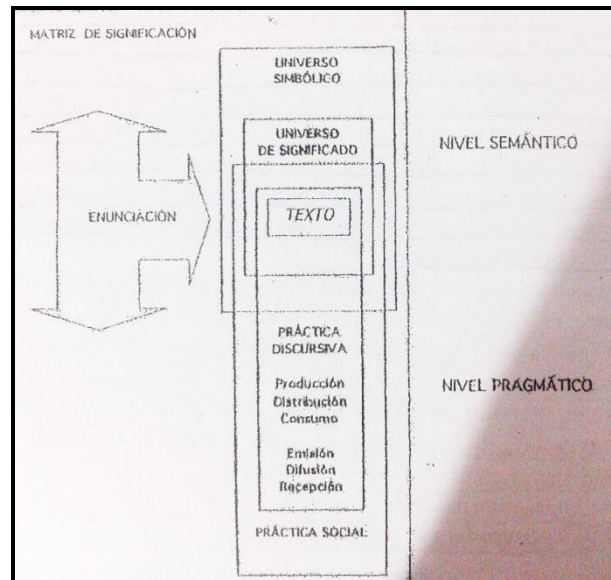 MATRIZ DE SIGNIFICACIÓN
UNIVERSO
SIMBÓLICO
UNIVERSO
DE SIGNIFICADO
NIVEL SEMÁNTICO
ENUNCIACIÓN
TEXTO
PRÁCTICA
DISCURSIVA
Producción
Distribución
Consumo
NIVEL PRAGMÁTICO
Emisión
Difusión
Recepción
PRÁCTICA SOCIAL